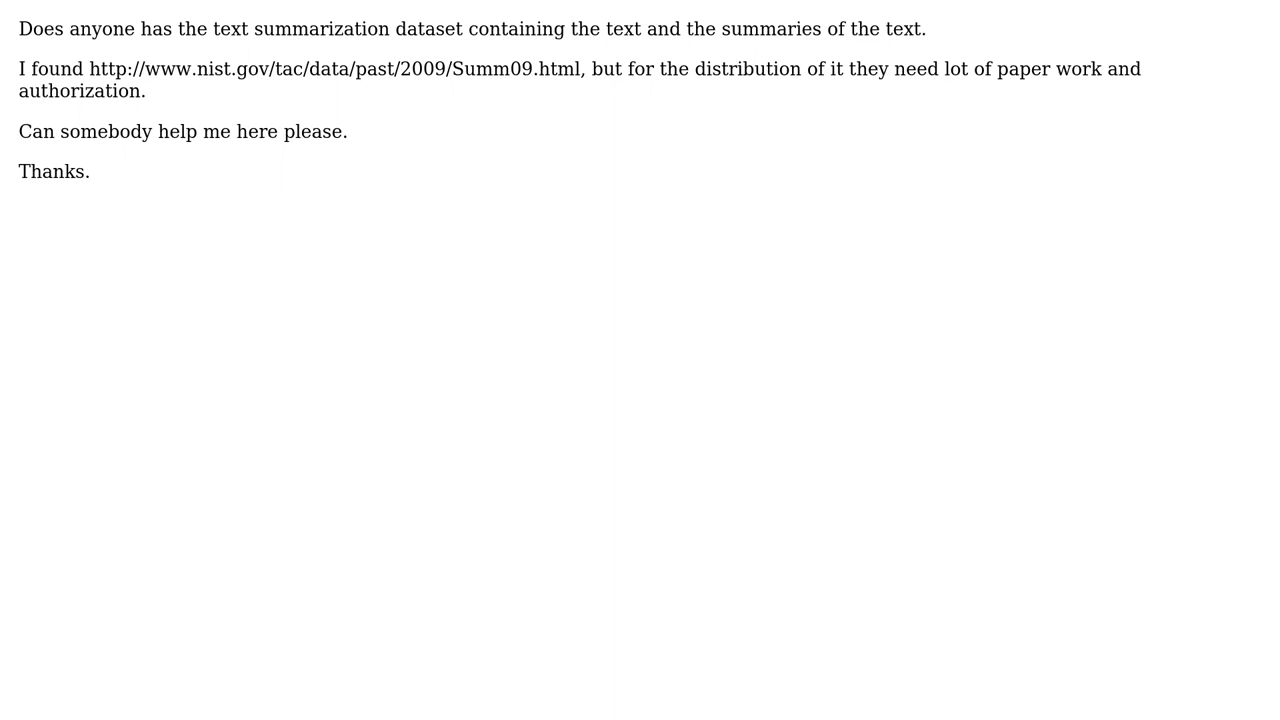 Does anyone has the text summarization dataset containing the text and the summaries of the text.
I found http://www.nist.gov/tac/data/past/2009/Summ09.html, but for the distribution of it they need lot of paper work and
authorization.
Can somebody help me here please.
Thanks.